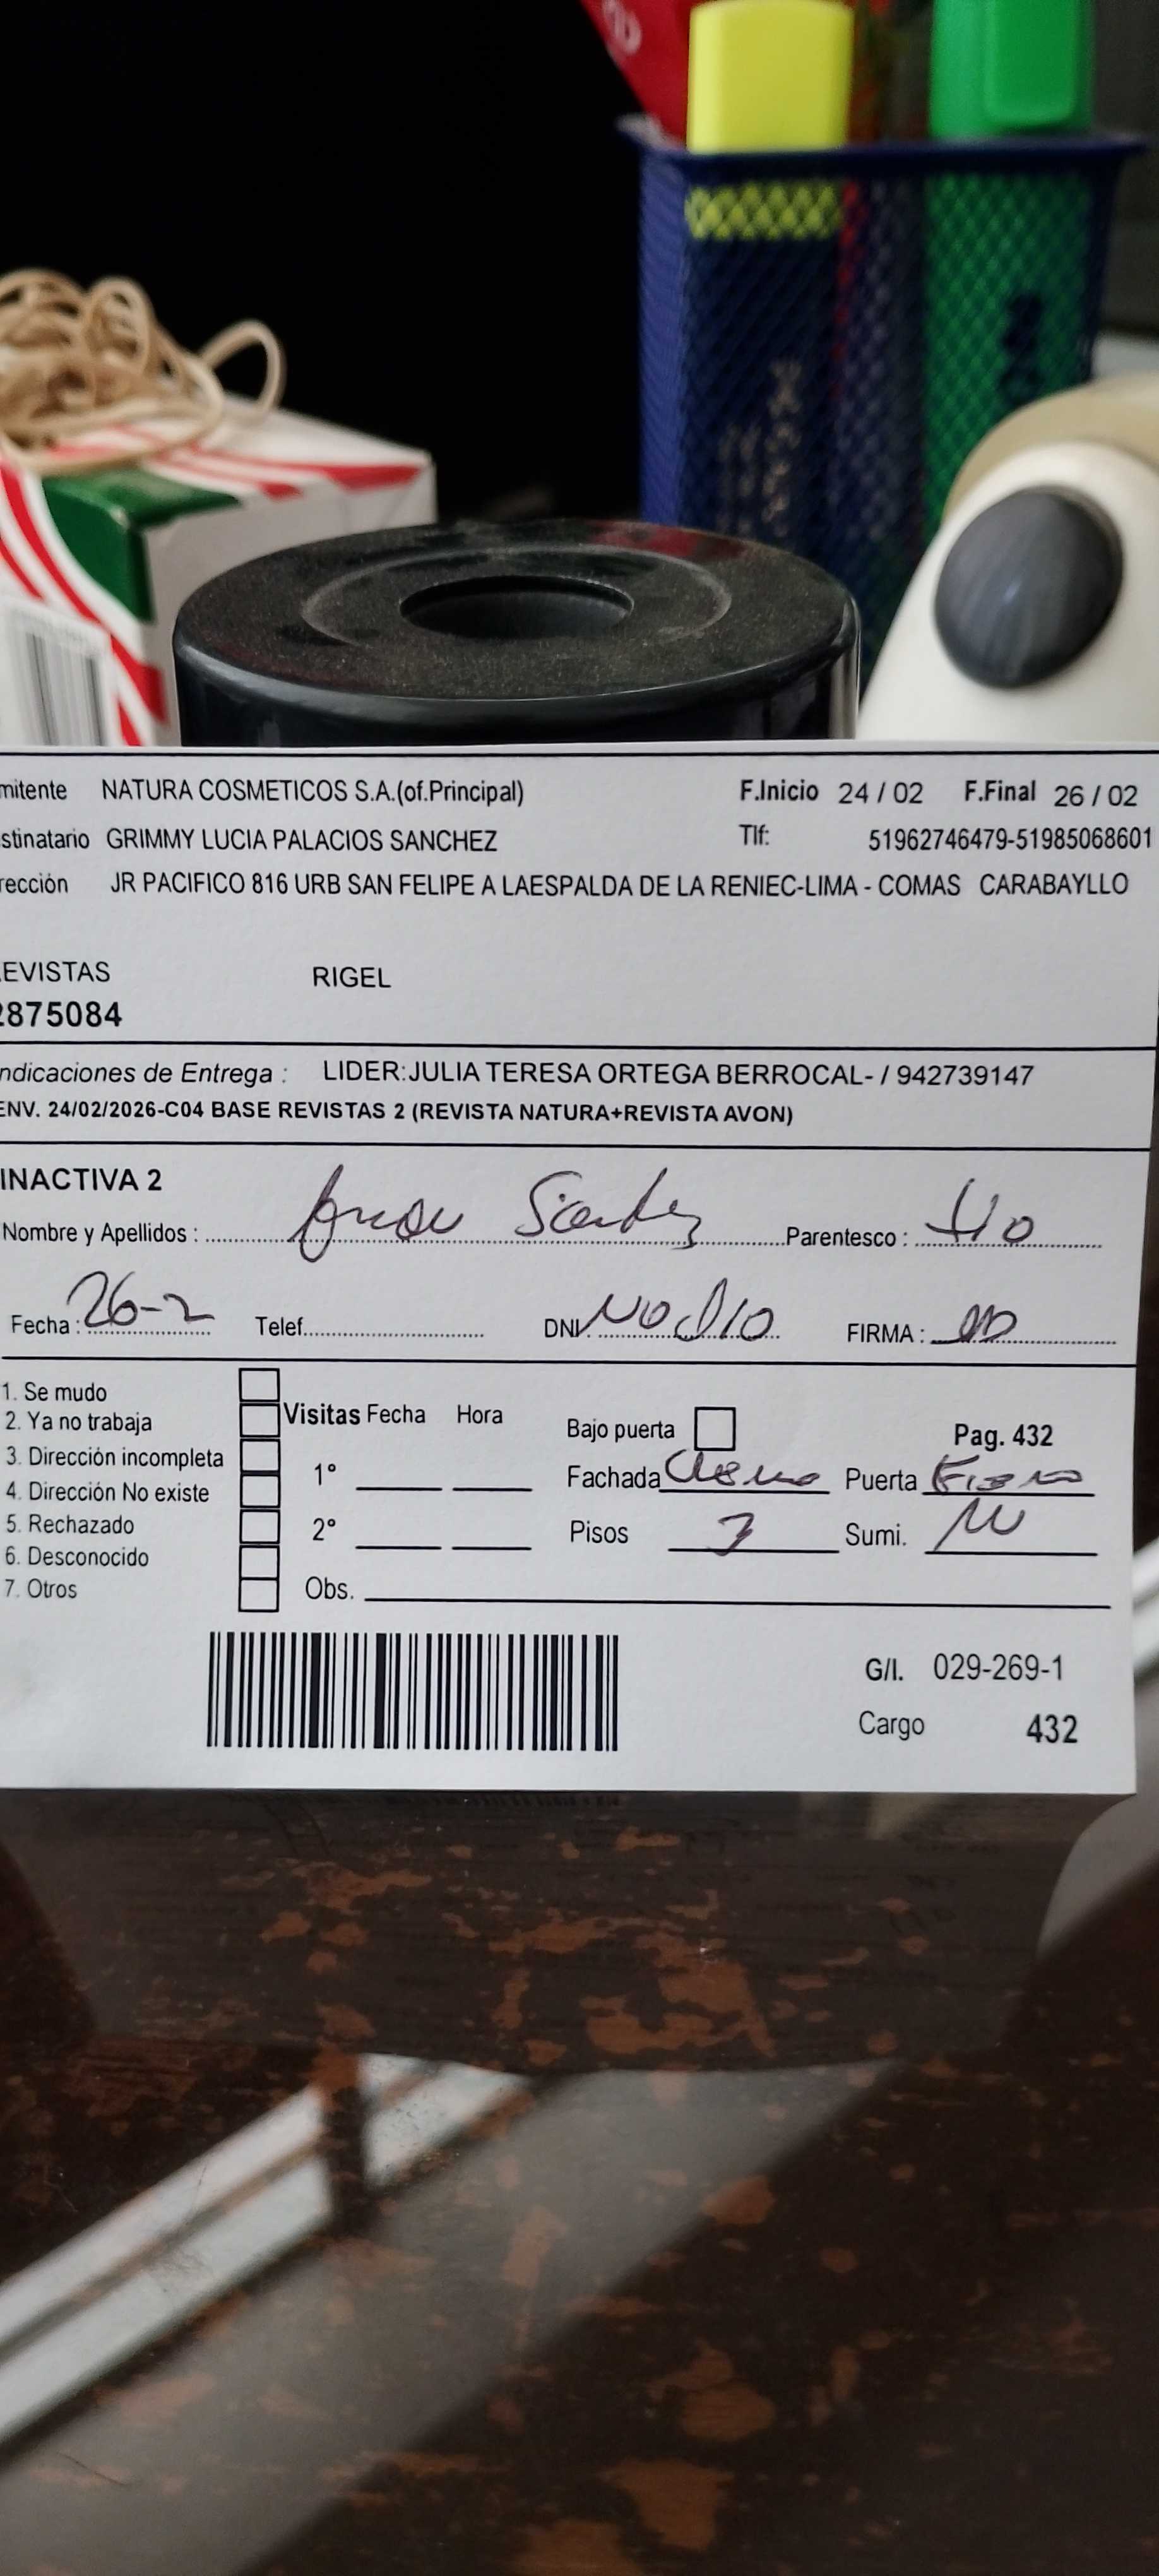 mitente NATURA COSMETICOS S.A.(of.Principal) F.Inicio 24 / 02 F.Final 26 / 02
stinatario GRIMMY LUCIA PALACIOS SANCHEZ Tlf: 51962746479-51985068601
rección JR PACIFICO 816 URB SAN FELIPE A LAESPALDA DE LA RENIEC-LIMA - COMAS CARABAYLLO
EVISTAS RIGEL
2875084
ndicaciones de Entrega : LIDER:JULIA TERESA ORTEGA BERROCAL- / 942739147
ENV. 24/02/2026-C04 BASE REVISTAS 2 (REVISTA NATURA+REVISTA AVON)
INACTIVA 2
Nombre y Apellidos : Parentesco :
Fecha : 26-2 Telef. DNI NO DIO FIRMA :
1. Se mudo
2. Ya no trabaja
3. Dirección incompleta
4. Dirección No existe
5. Rechazado
6. Desconocido
7. Otros
Visitas Fecha Hora
1°
2°
Obs.
Bajo puerta Pag. 432
Fachada Puerta
Pisos Sumi.
G/I. 029-269-1
Cargo 432